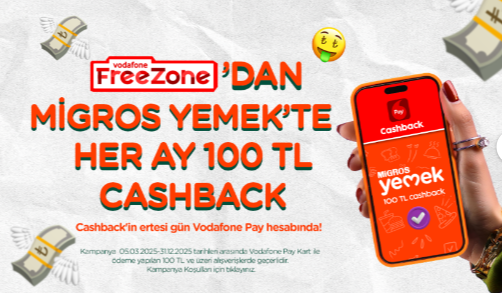 vodafone
FreeZone'DAN
MİGROS YEMEK'TE
HER AY 100 TL
CASHBACK
Cashback'in ertesi gün Vodafone Pay hesabında!
Kampanya 05.03.2025-31.12.2025 tarihleri arasında Vodafone Pay Kart ile
ödeme yapılan 100 TL ve üzeri alışverişlerde geçerlidir.
Kampanya Koşulları için tıklayınız.
Pay
Cashback
MİGROS
yemek
100 TL cashback